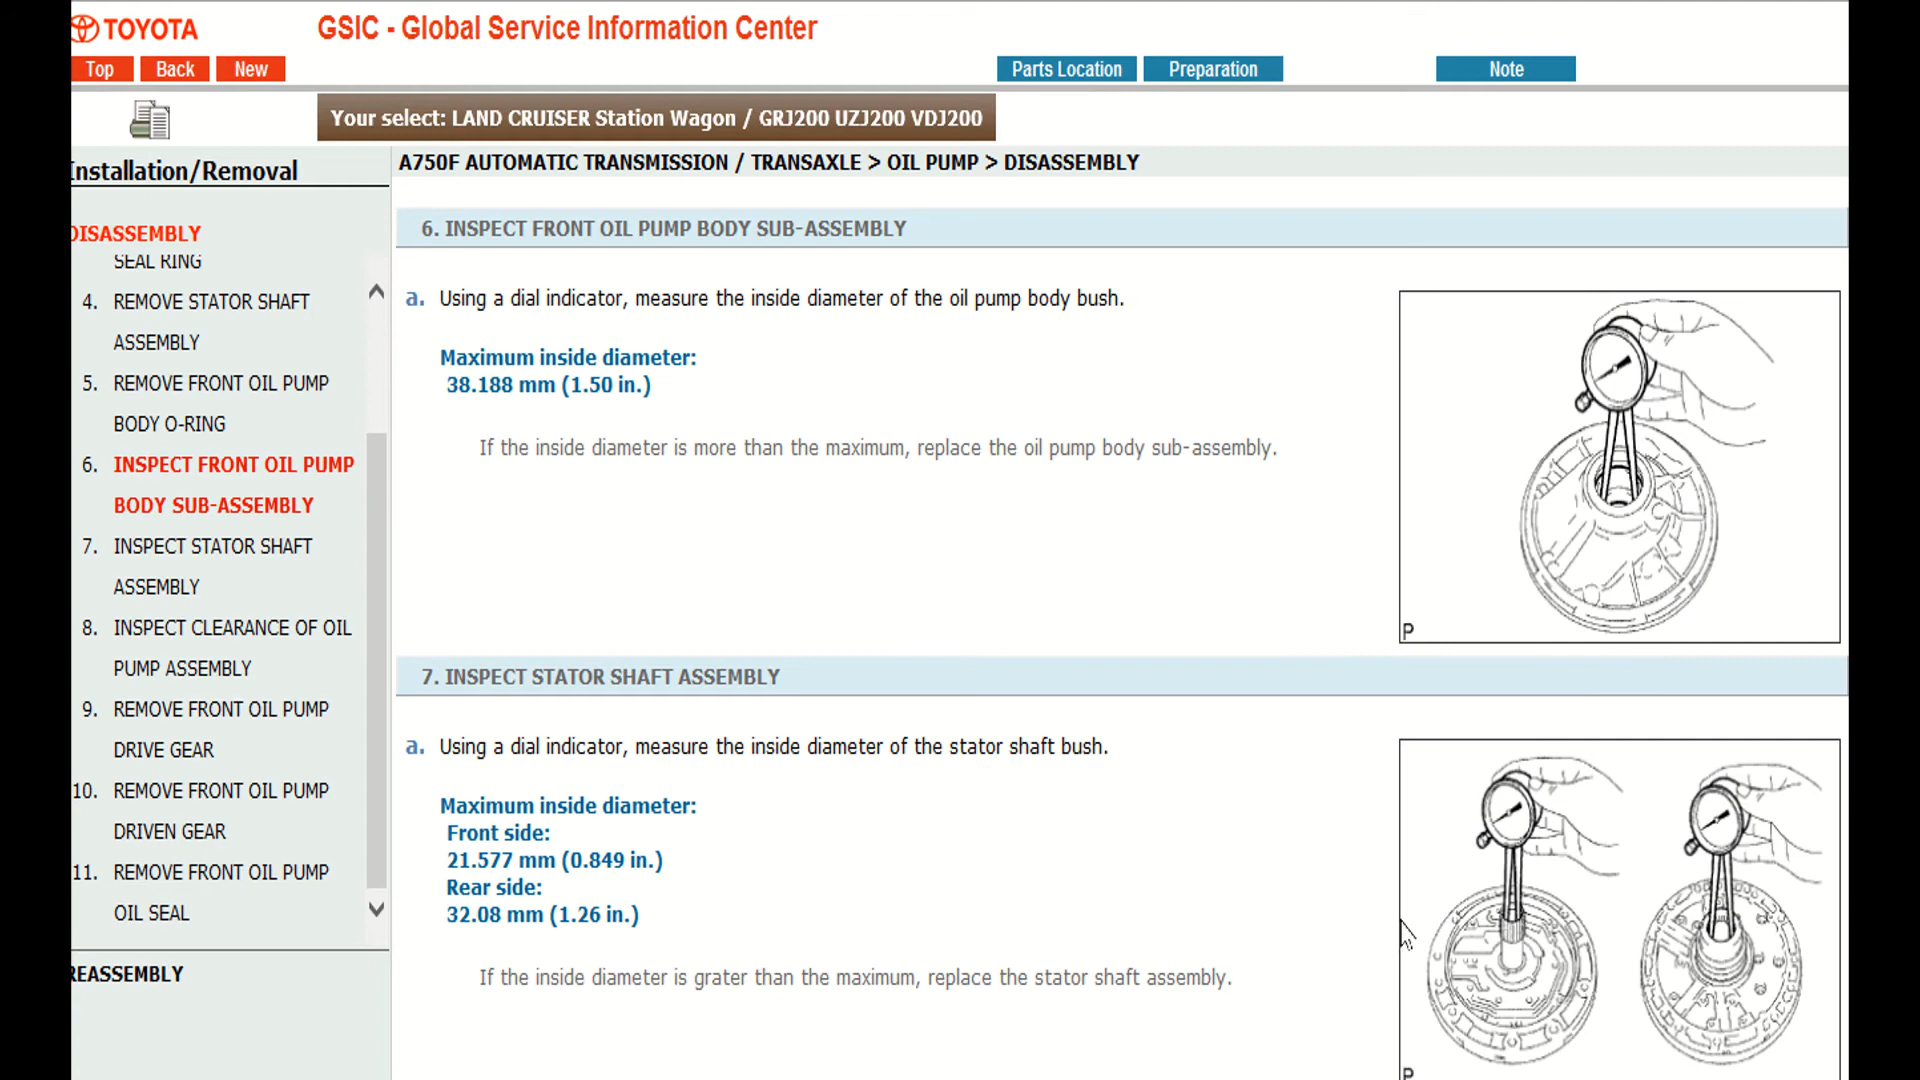 TOYOTA
GSIC - Global Service Information Center
Top Back New
Parts Location Preparation Note
Your select: LAND CRUISER Station Wagon / GRJ200 UZJ200 VDJ200
Installation/Removal
DISASSEMBLY
SEAL RING
4. REMOVE STATOR SHAFT
ASSEMBLY
5. REMOVE FRONT OIL PUMP
BODY O-RING
6. INSPECT FRONT OIL PUMP
BODY SUB-ASSEMBLY
7. INSPECT STATOR SHAFT
ASSEMBLY
8. INSPECT CLEARANCE OF OIL
PUMP ASSEMBLY
9. REMOVE FRONT OIL PUMP
DRIVE GEAR
10. REMOVE FRONT OIL PUMP
DRIVEN GEAR
11. REMOVE FRONT OIL PUMP
OIL SEAL
REASSEMBLY
A750F AUTOMATIC TRANSMISSION / TRANSAXLE > OIL PUMP > DISASSEMBLY
6. INSPECT FRONT OIL PUMP BODY SUB-ASSEMBLY
a. Using a dial indicator, measure the inside diameter of the oil pump body bush.
Maximum inside diameter:
38.188 mm (1.50 in.)
If the inside diameter is more than the maximum, replace the oil pump body sub-assembly.
P
7. INSPECT STATOR SHAFT ASSEMBLY
a. Using a dial indicator, measure the inside diameter of the stator shaft bush.
Maximum inside diameter:
Front side:
21.577 mm (0.849 in.)
Rear side:
32.08 mm (1.26 in.)
If the inside diameter is grater than the maximum, replace the stator shaft assembly.
P